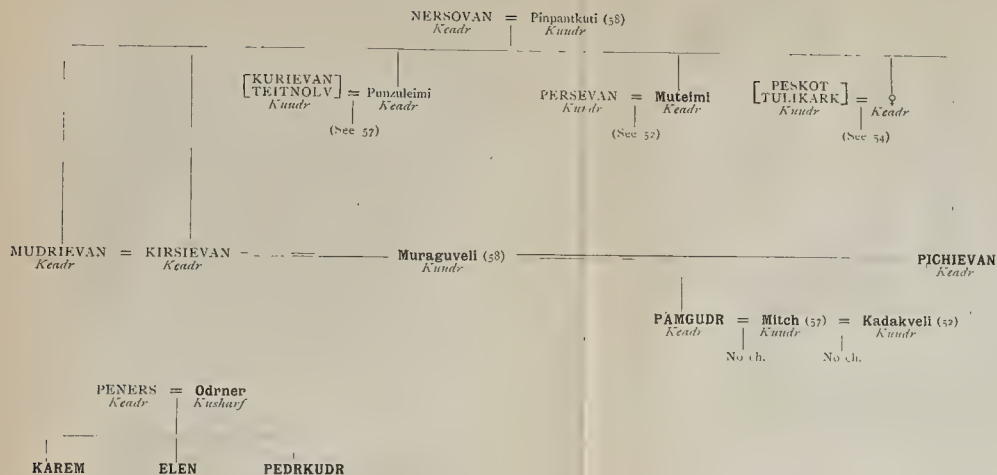 NERSOVAN = Pinpantkuti (58)
Keadr Kuudr
[KURIEVAN TEITNOLV] = Punzuleimi
Kuudr Keadr
(See 57)
PERSEVAN = Muteimi
Kuudr Keadr
(See 52)
[PESKOT TULIKARK] = ♀
Kuudr Keadr
(See 54)
MUDRIEVAN = KIRSIEVAN = Muraguveli (58) = PICHIEVAN
Keadr Keadr Kuudr Keadr
PAMGUDR = Mitch (57) = Kadakveli (52)
Keadr Kuudr Kuudr
No ch. No ch.
PENERS = Odrner
Keadr Kusharf
KAREM ELEN PEDRKUDR